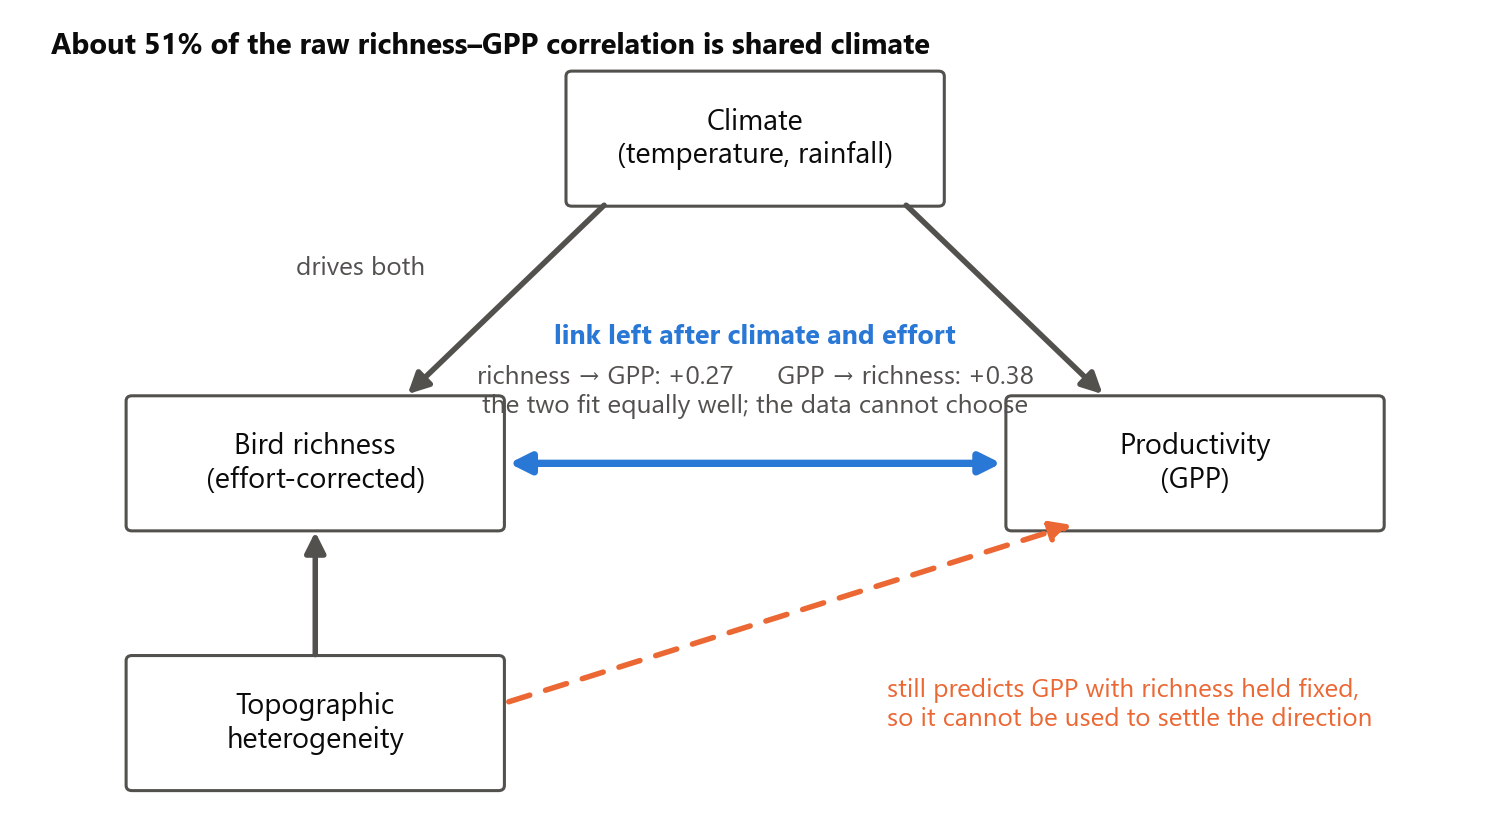 About 51% of the raw richness–GPP correlation is shared climate
Climate
(temperature, rainfall)
drives both
link left after climate and effort
richness → GPP: +0.27 GPP → richness: +0.38
the two fit equally well; the data cannot choose
Bird richness
(effort-corrected)
Productivity
(GPP)
Topographic
heterogeneity
still predicts GPP with richness held fixed,
so it cannot be used to settle the direction